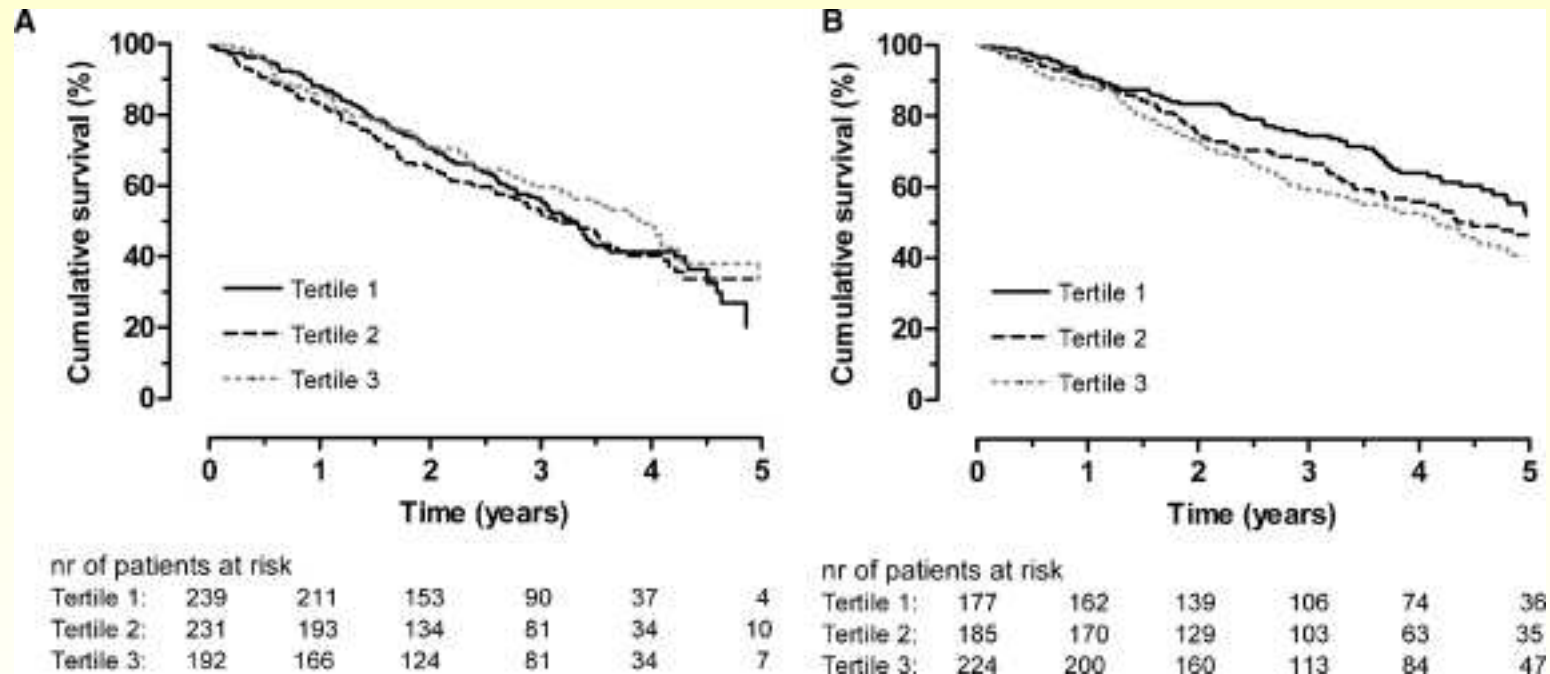 A
Cumulative survival (%)
100
80
60
40
20
0
Tertile 1
Tertile 2
Tertile 3
0 1 2 3 4 5
Time (years)
nr of patients at risk
Tertile 1: 239 211 153 90 37 4
Tertile 2: 231 193 134 81 34 10
Tertile 3: 192 166 124 81 34 7
B
Cumulative survival (%)
100
80
60
40
20
0
Tertile 1
Tertile 2
Tertile 3
0 1 2 3 4 5
Time (years)
nr of patients at risk
Tertile 1: 177 162 139 106 74 36
Tertile 2: 185 170 129 103 63 35
Tertile 3: 224 200 160 113 84 47